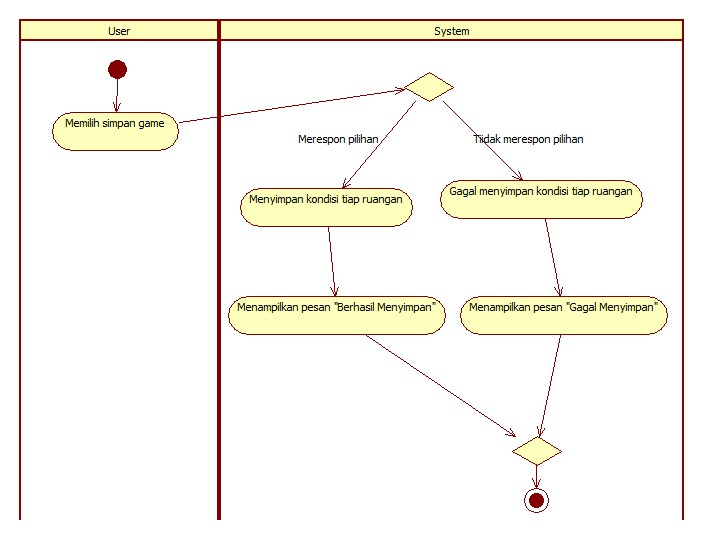 User
System
Memilih simpan game
Merespon pilihan
Tiidak merespon pilihan
Menyimpan kondisi tiap ruangan
Gagal menyimpan kondisi tiap ruangan
Menampilkan pesan "Berhasil Menyimpan"
Menampilkan pesan "Gagal Menyimpan"